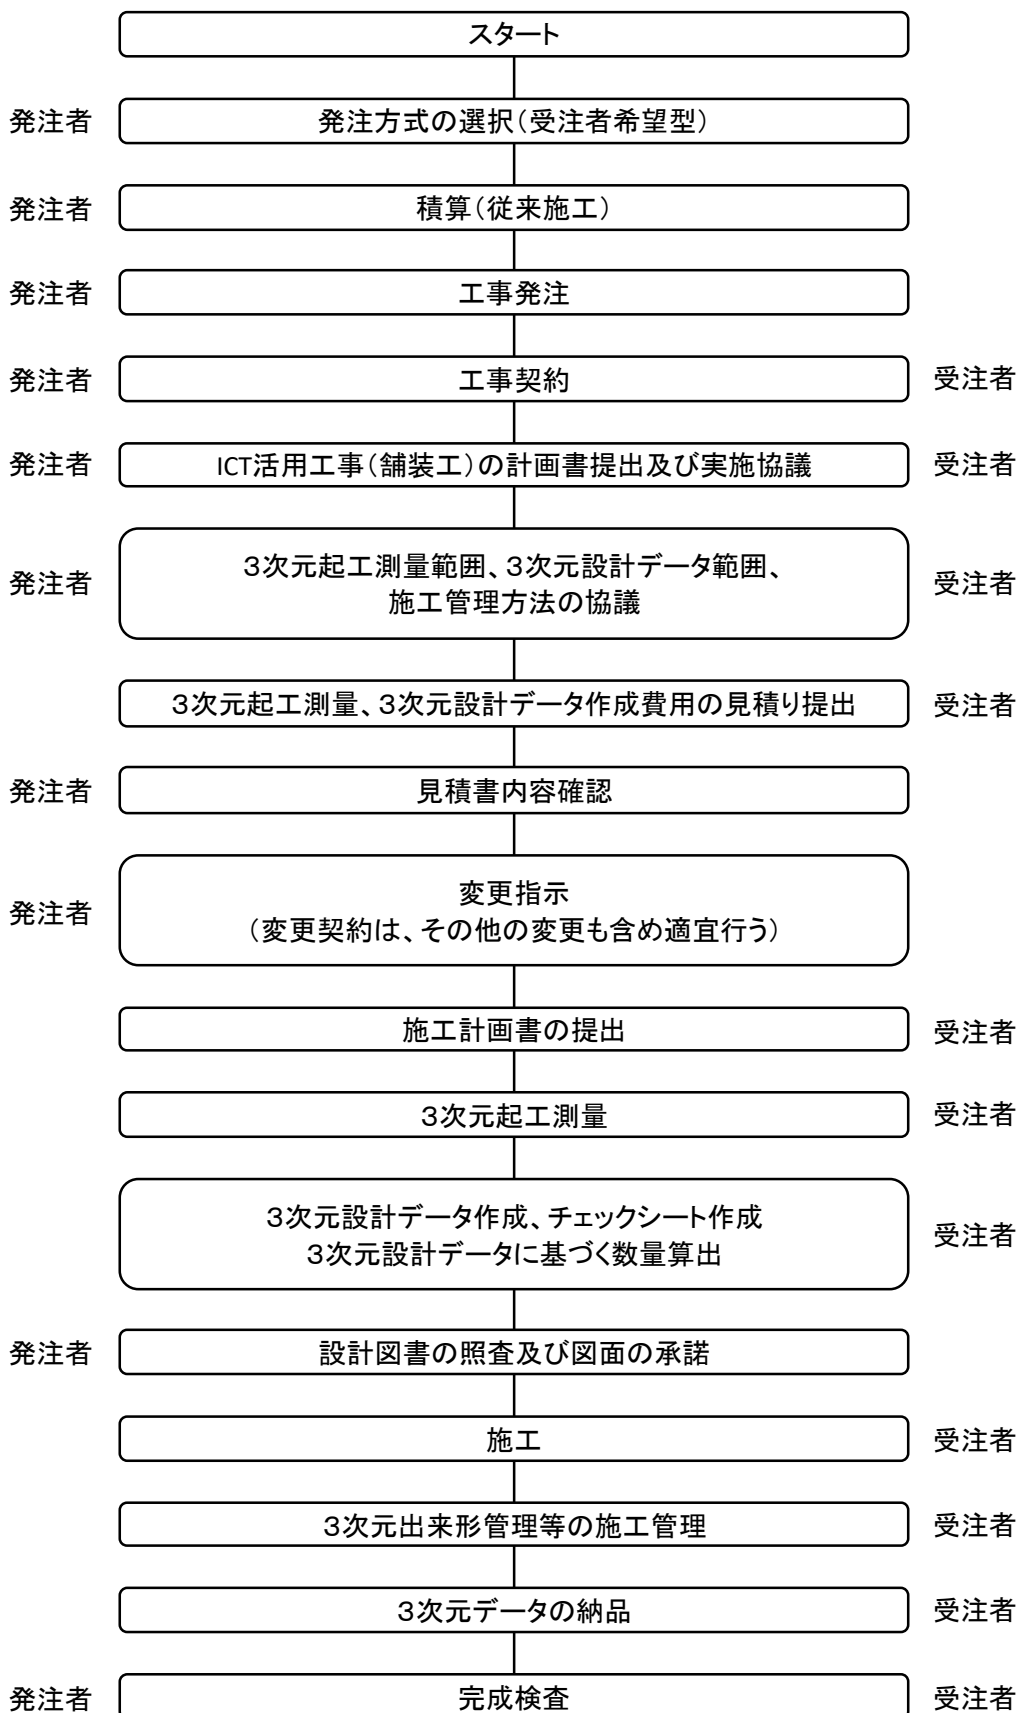 スタート
発注者
発注方式の選択（受注者希望型）
発注者
積算（従来施工）
発注者
工事発注
発注者
工事契約
受注者
発注者
ICT活用工事（舗装工）の計画書提出及び実施協議
受注者
発注者
３次元起工測量範囲、３次元設計データ範囲、
施工管理方法の協議
受注者
３次元起工測量、３次元設計データ作成費用の見積り提出
受注者
発注者
見積書内容確認
発注者
変更指示
（変更契約は、その他の変更も含め適宜行う）
施工計画書の提出
受注者
３次元起工測量
受注者
３次元設計データ作成、チェックシート作成
３次元設計データに基づく数量算出
受注者
発注者
設計図書の照査及び図面の承諾
施工
受注者
３次元出来形管理等の施工管理
受注者
３次元データの納品
受注者
発注者
完成検査
受注者